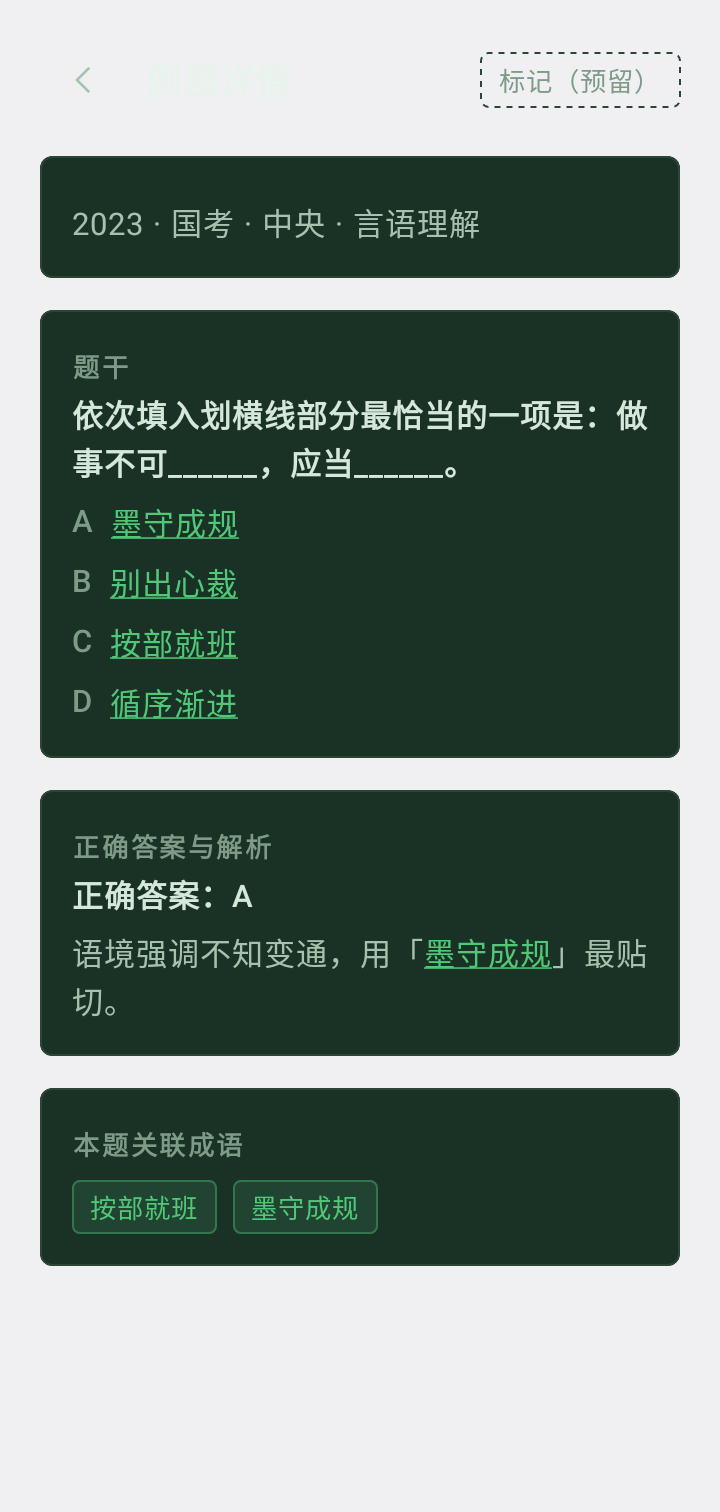 标记（预留）
2023 · 国考 · 中央 · 言语理解
题干
依次填入划横线部分最恰当的一项是：做
事不可______，应当______。
A 墨守成规
B 别出心裁
C 按部就班
D 循序渐进
正确答案与解析
正确答案：A
语境强调不知变通，用「墨守成规」最贴
切。
本题关联成语
按部就班 墨守成规